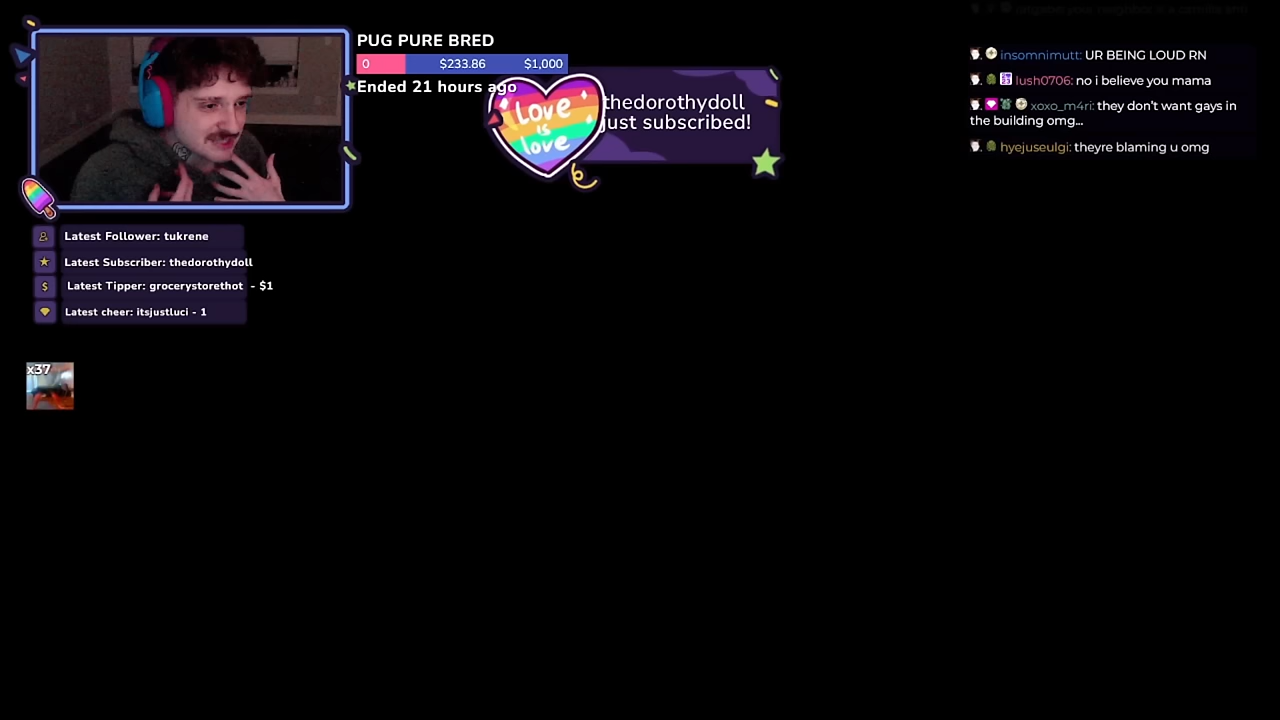 PUG PURE BRED
0 $233.86 $1,000
Ended 21 hours ago
Love
is
love
thedorothydoll
just subscribed!
Latest Follower: tukrene
Latest Subscriber: thedorothydoll
Latest Tipper: grocerystorethot - $1
Latest cheer: itsjustluci - 1
x37
insomnimutt: UR BEING LOUD RN
lush0706: no i believe you mama
xoxo_m4ri: they don't want gays in
the building omg...
hyejuseulgi: theyre blaming u omg